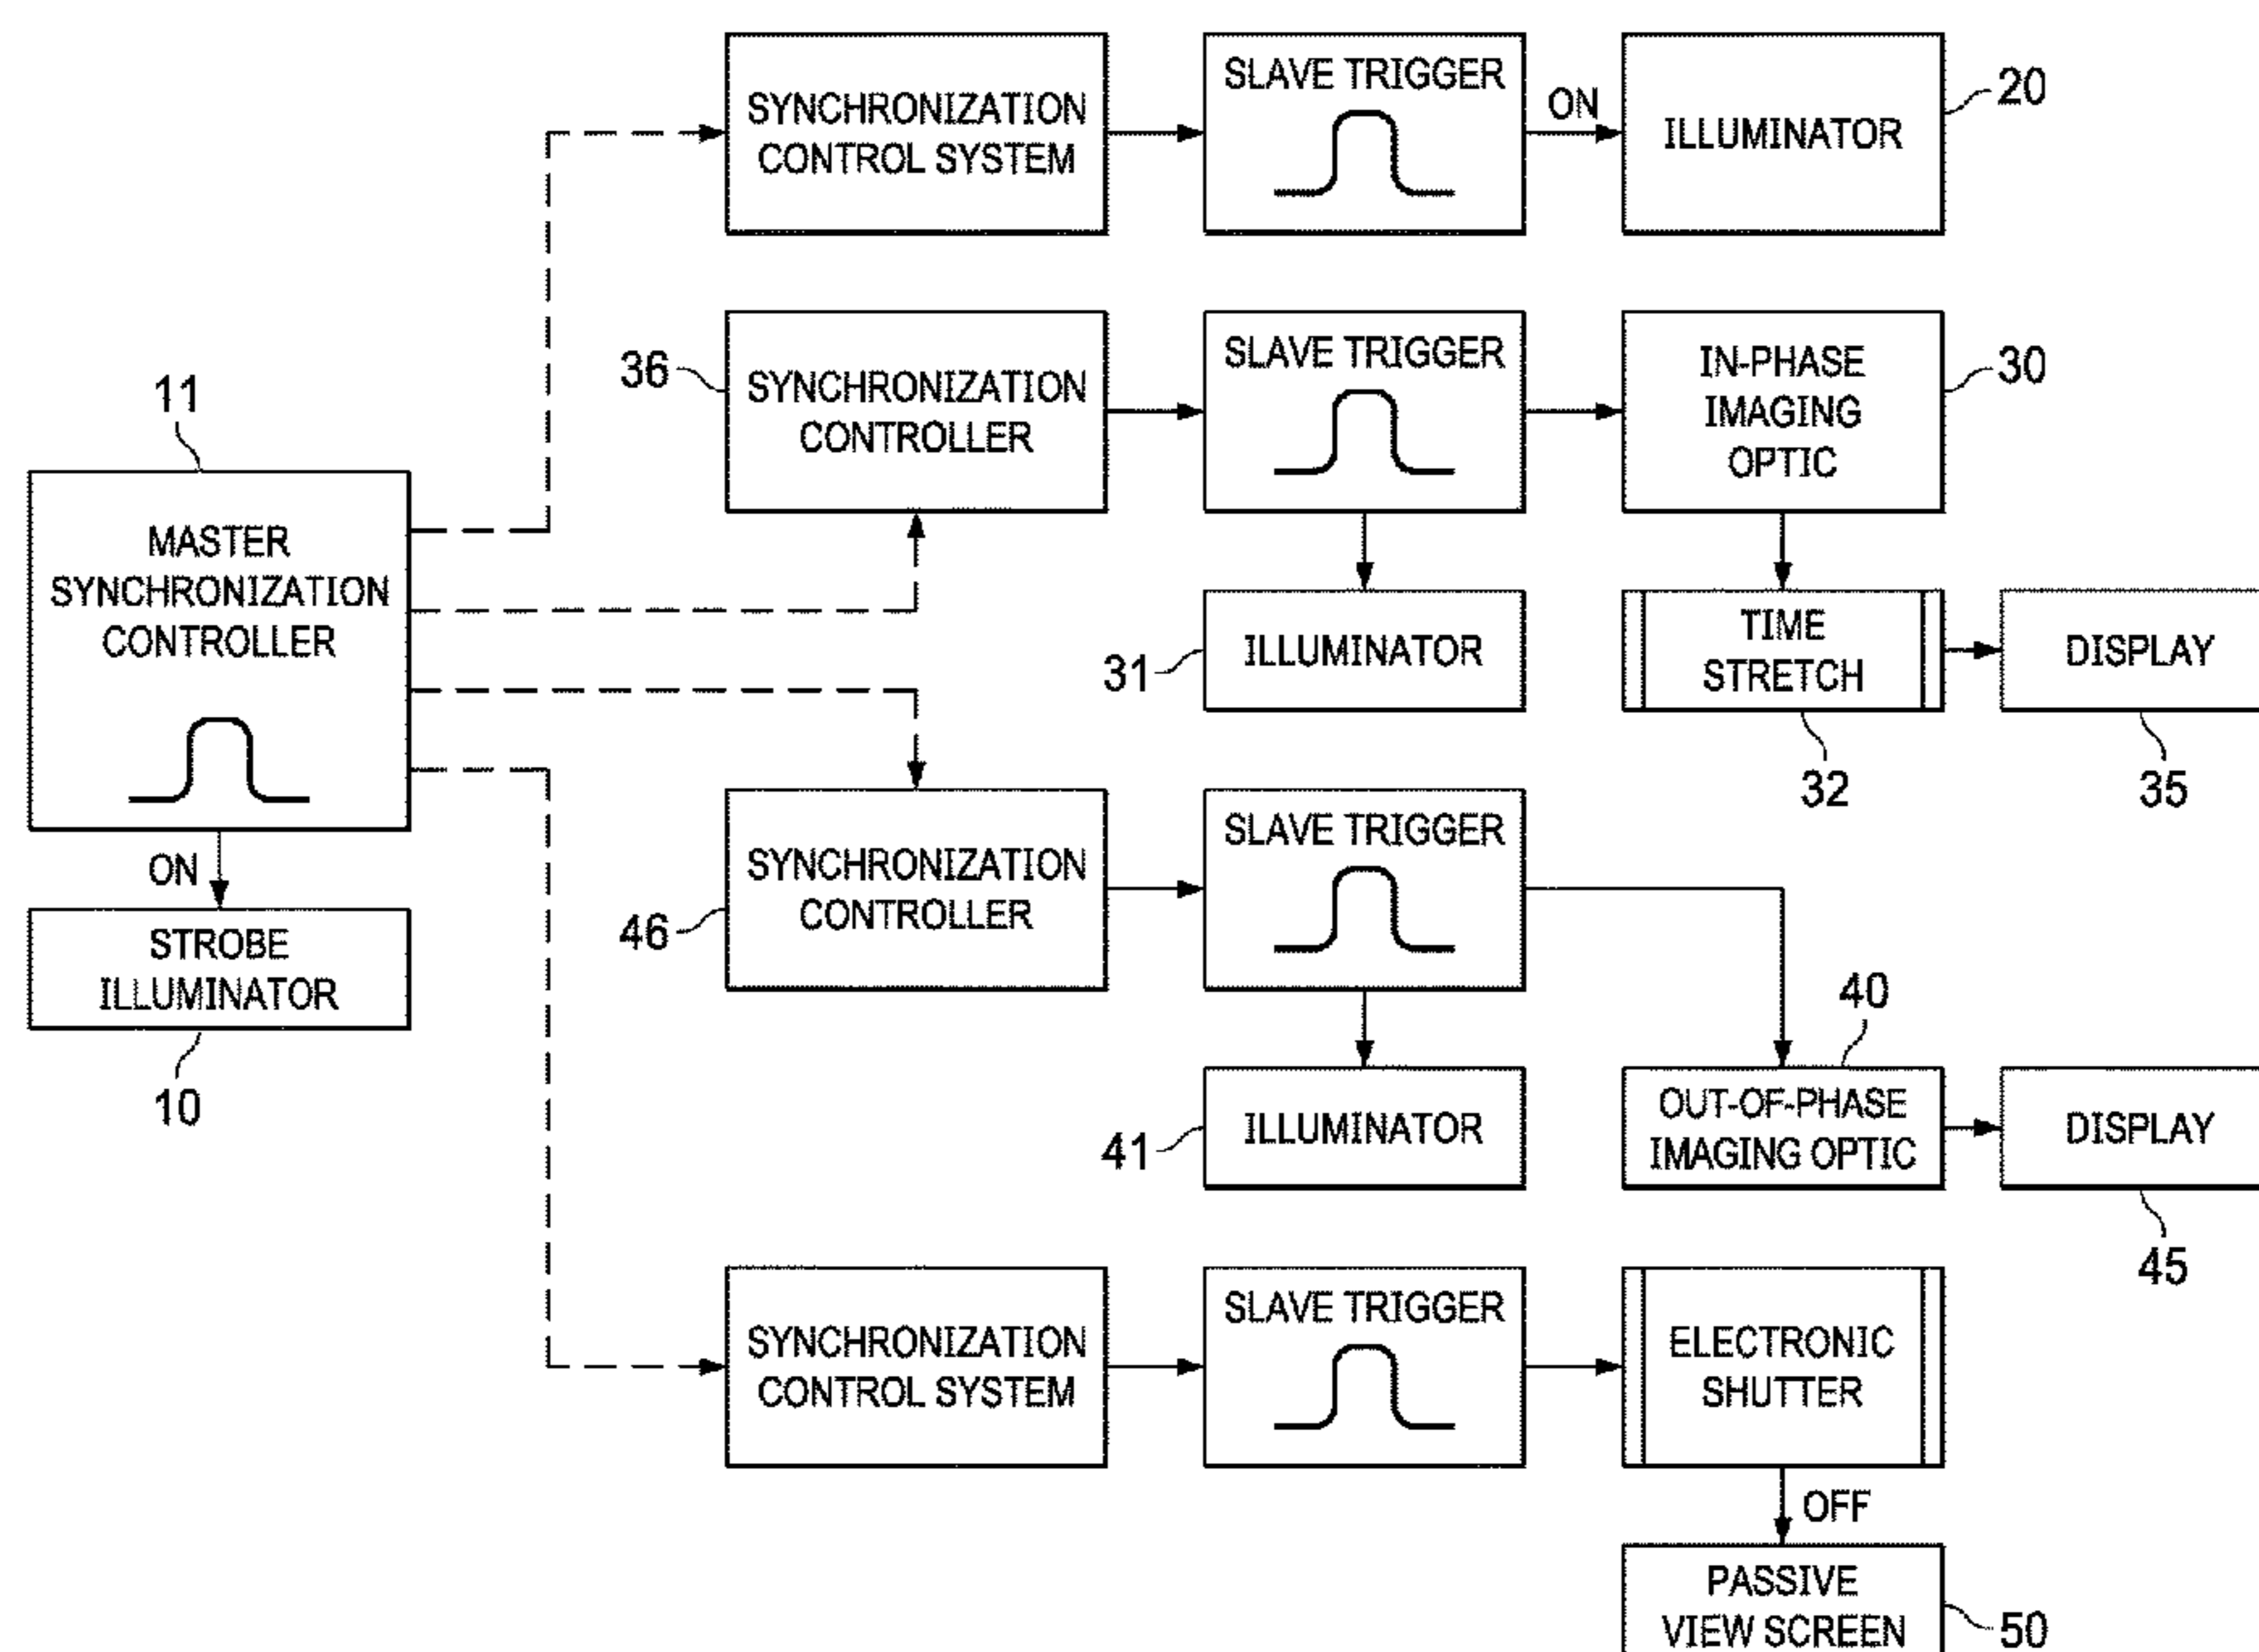 SYNCHRONIZATION
CONTROL SYSTEM
SLAVE TRIGGER
ON
ILLUMINATOR
20
36
SYNCHRONIZATION
CONTROLLER
SLAVE TRIGGER
IN-PHASE
IMAGING
OPTIC
30
11
MASTER
SYNCHRONIZATION
CONTROLLER
31
ILLUMINATOR
TIME
STRETCH
DISPLAY
32
35
ON
STROBE
ILLUMINATOR
10
46
SYNCHRONIZATION
CONTROLLER
SLAVE TRIGGER
40
41
ILLUMINATOR
OUT-OF-PHASE
IMAGING OPTIC
DISPLAY
45
SYNCHRONIZATION
CONTROL SYSTEM
SLAVE TRIGGER
ELECTRONIC
SHUTTER
OFF
PASSIVE
VIEW SCREEN
50